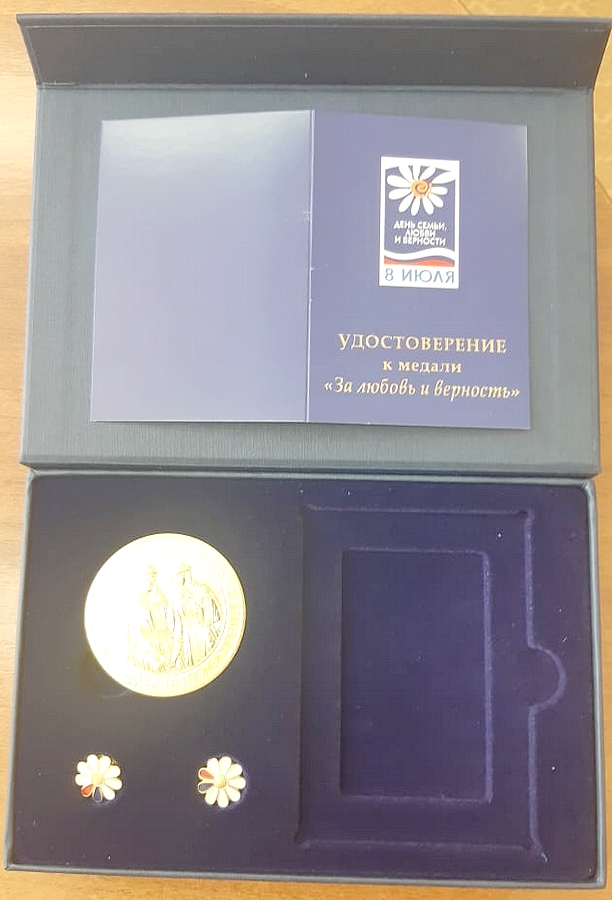 ДЕНЬ СЕМЬИ,
ЛЮБВИ
И ВЕРНОСТИ
8 ИЮЛЯ
УДОСТОВЕРЕНИЕ
к медали
«За любовь и верность»